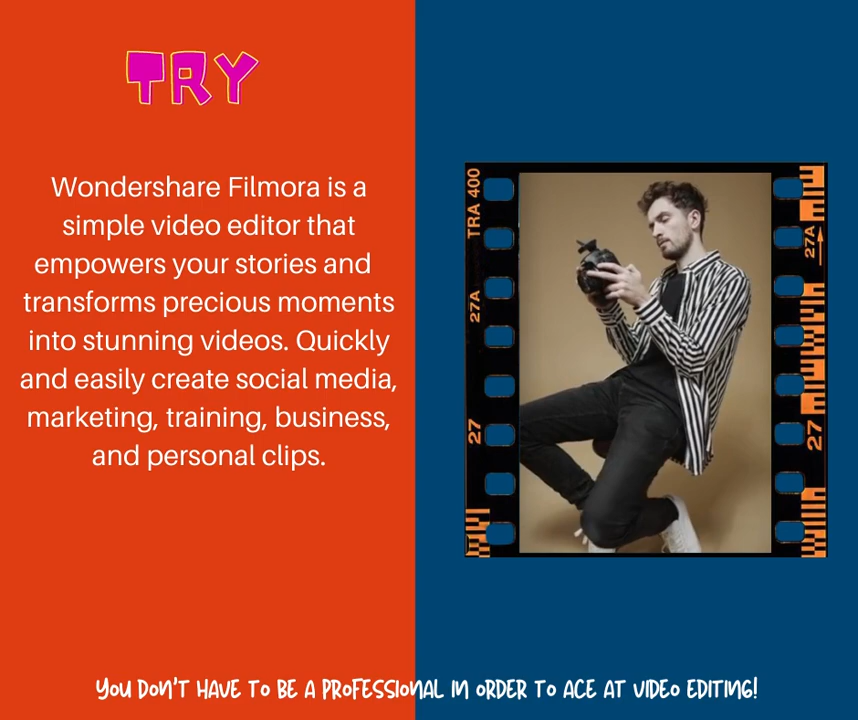 TRY
Wondershare Filmora is a
simple video editor that
empowers your stories and
transforms precious moments
into stunning videos. Quickly
and easily create social media,
marketing, training, business,
and personal clips.
TRA 400
27A
27
27A
27
YOU DON'T HAVE TO BE A PROFESSIONAL IN ORDER TO ACE AT VIDEO EDITING!